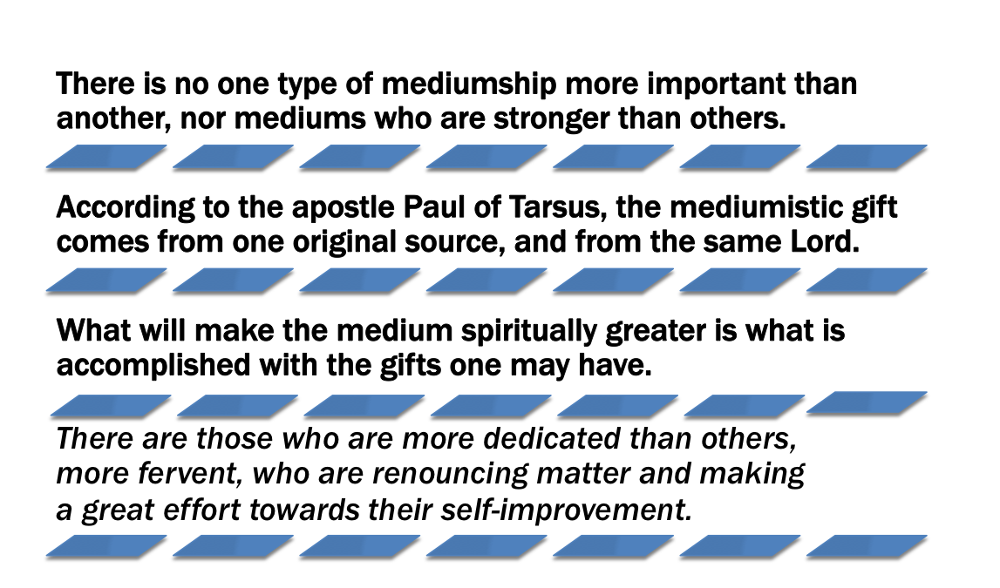 There is no one type of mediumship more important than
another, nor mediums who are stronger than others.
According to the apostle Paul of Tarsus, the mediumistic gift
comes from one original source, and from the same Lord.
What will make the medium spiritually greater is what is
accomplished with the gifts one may have.
There are those who are more dedicated than others,
more fervent, who are renouncing matter and making
a great effort towards their self-improvement.